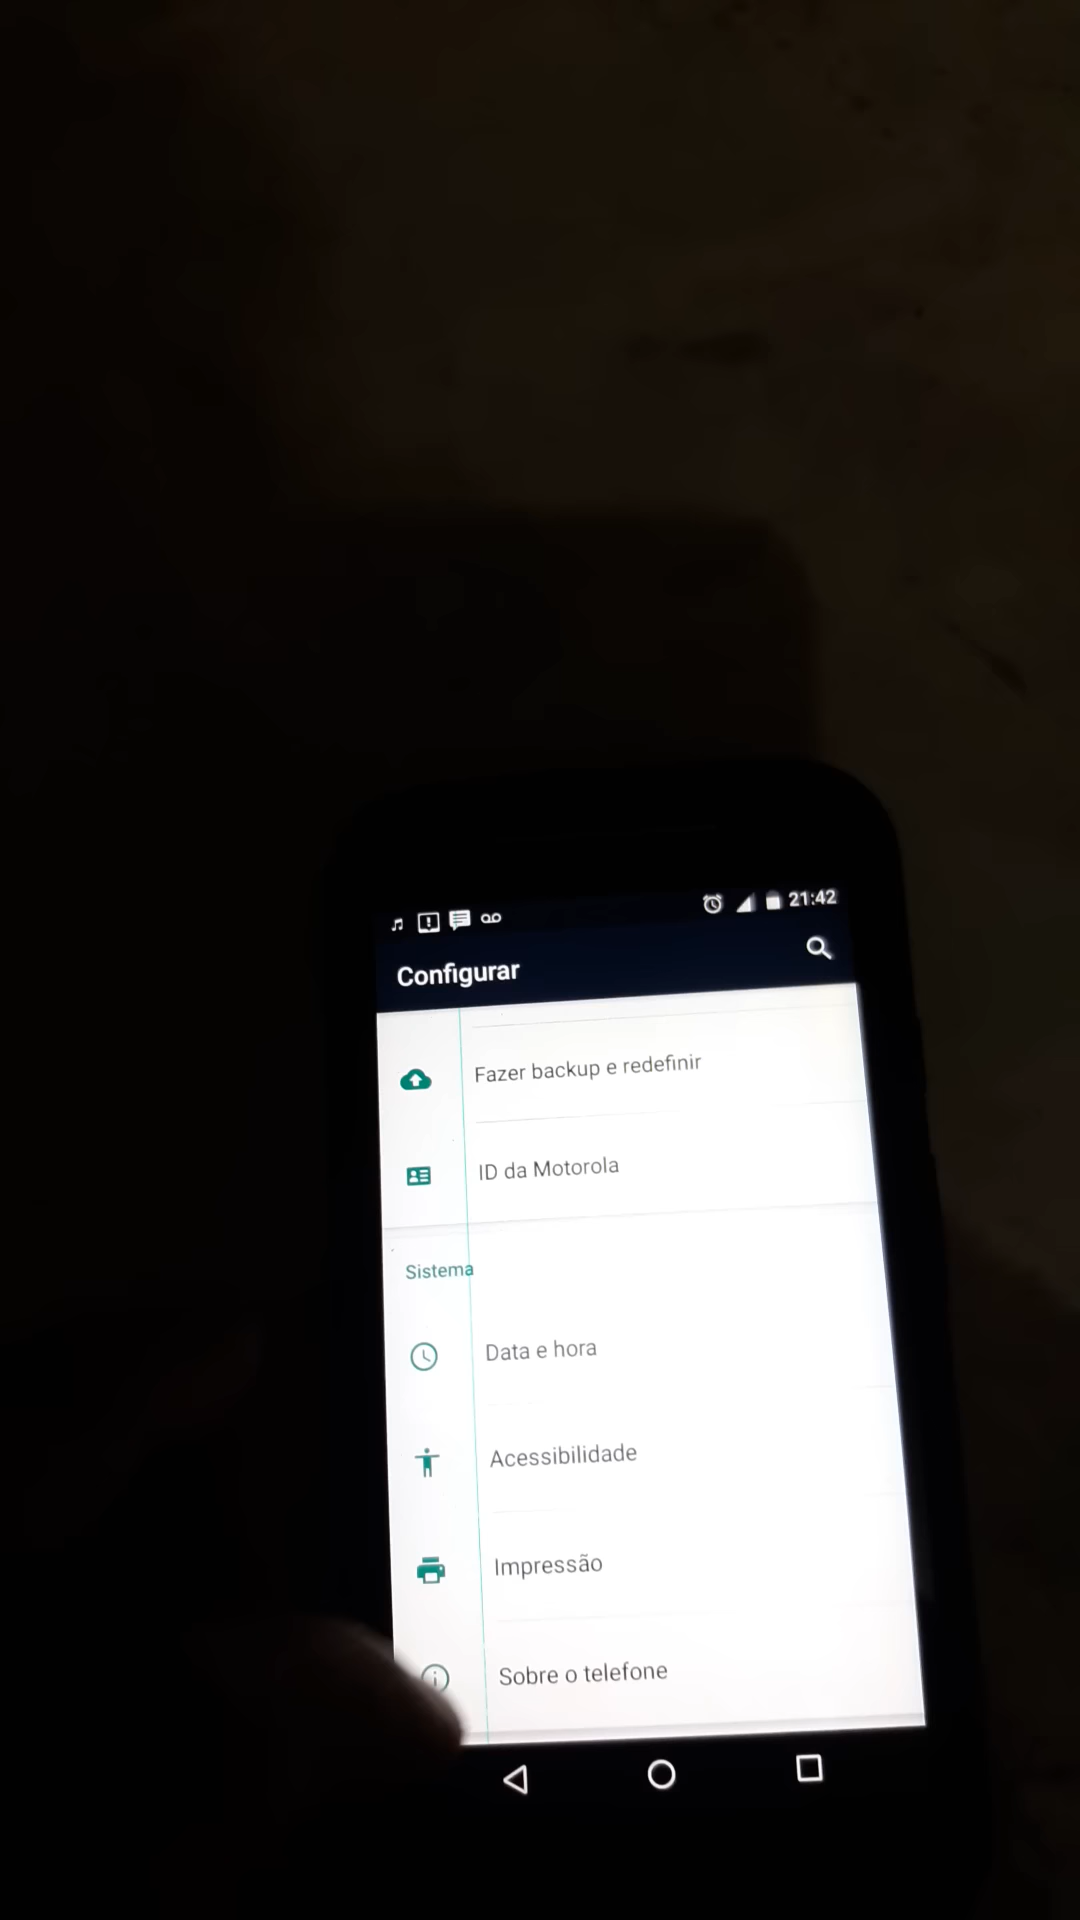 21:42
Configurar
Fazer backup e redefinir
ID da Motorola
Sistema
Data e hora
Acessibilidade
Impressão
Sobre o telefone